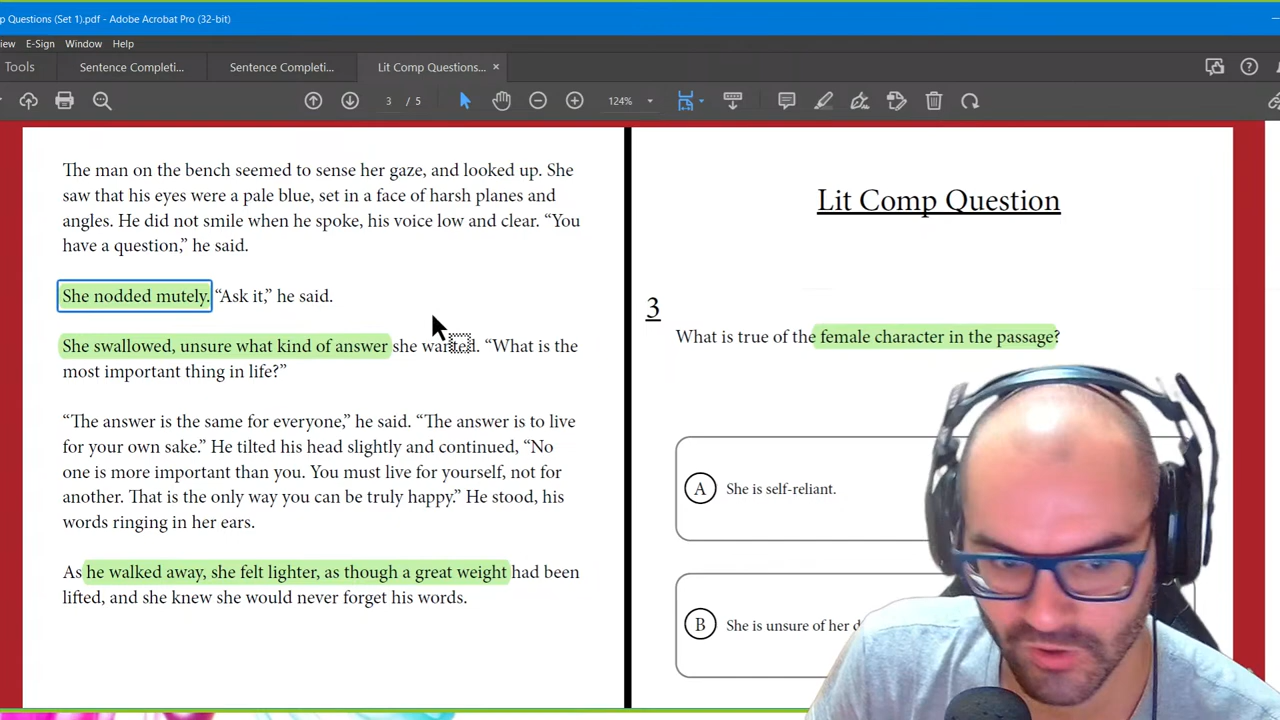 p Questions (Set 1).pdf - Adobe Acrobat Pro (32-bit)
iew E-Sign Window Help
Tools Sentence Completi... Sentence Completi... Lit Comp Questions... ×
3 / 5 124%
The man on the bench seemed to sense her gaze, and looked up. She
saw that his eyes were a pale blue, set in a face of harsh planes and
angles. He did not smile when he spoke, his voice low and clear. “You
have a question,” he said.
She nodded mutely. “Ask it,” he said.
She swallowed, unsure what kind of answer she wanted. “What is the
most important thing in life?”
“The answer is the same for everyone,” he said. “The answer is to live
for your own sake.” He tilted his head slightly and continued, “No
one is more important than you. You must live for yourself, not for
another. That is the only way you can be truly happy.” He stood, his
words ringing in her ears.
As he walked away, she felt lighter, as though a great weight had been
lifted, and she knew she would never forget his words.
Lit Comp Question
3
What is true of the female character in the passage?
A She is self-reliant.
B She is unsure of her d